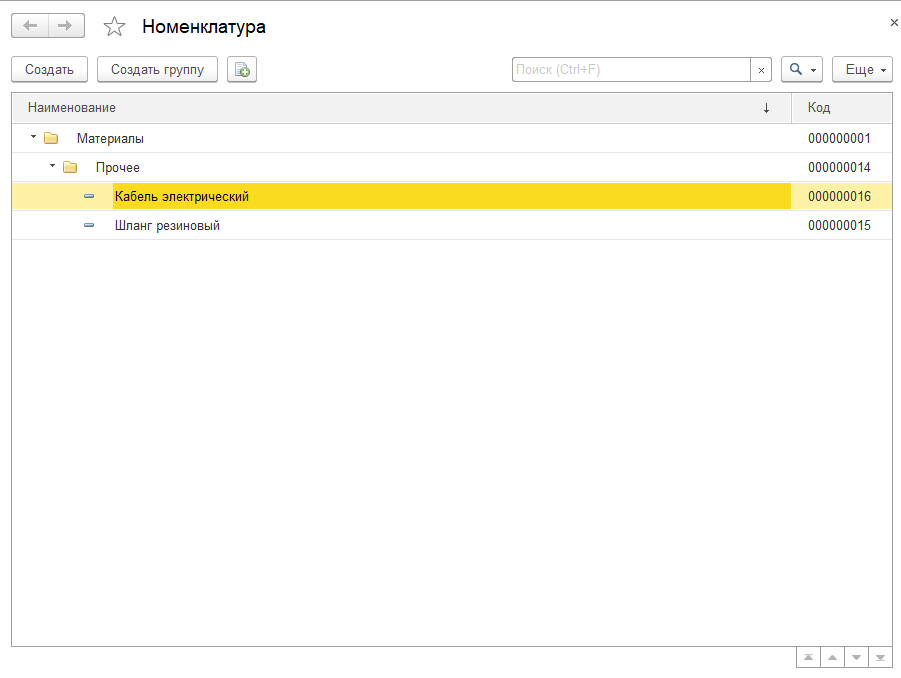 Номенклатура
Создать Создать группу Поиск (Ctrl+F) × Еще
Наименование ↓ Код
Материалы 000000001
Прочее 000000014
Кабель электрический 000000016
Шланг резиновый 000000015